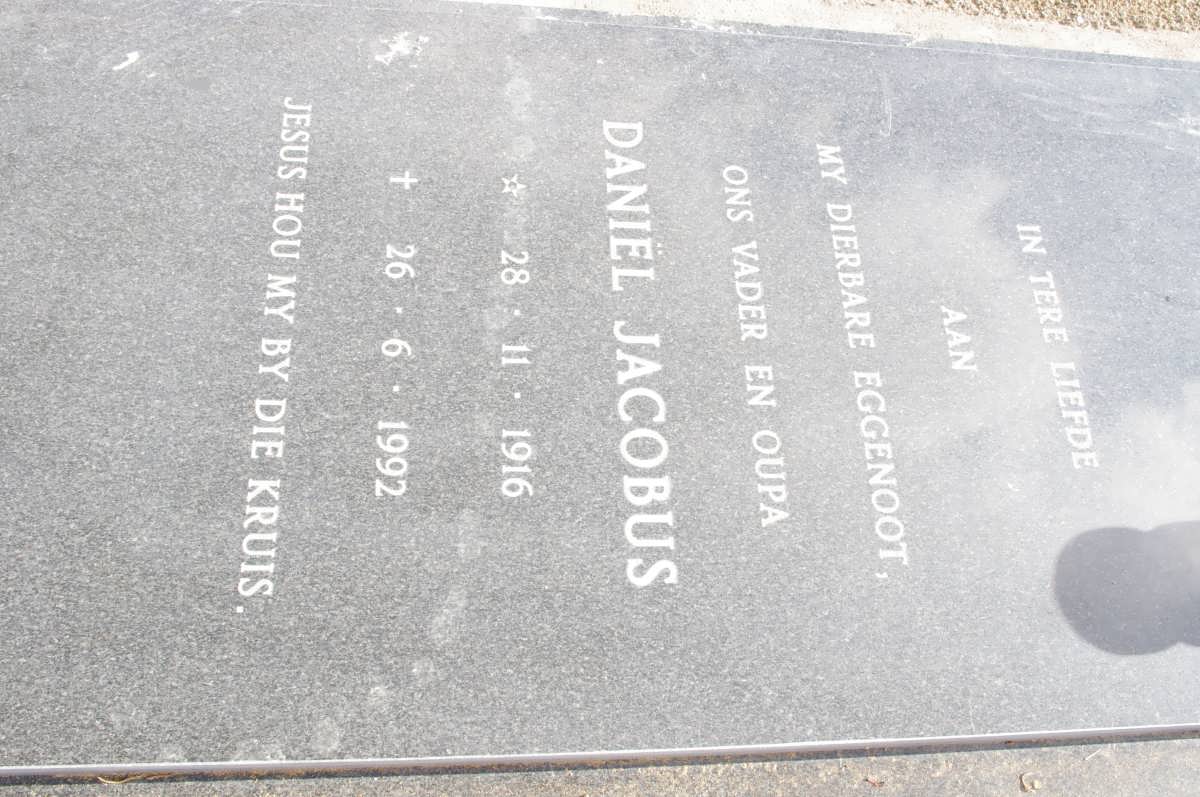 IN TERE LIEFDE
AAN
MY DIERBARE EGGENOOT,
ONS VADER EN OUPA
DANIËL JACOBUS
☆ 28 · 11 · 1916
✝ 26 · 6 · 1992
JESUS HOU MY BY DIE KRUIS.